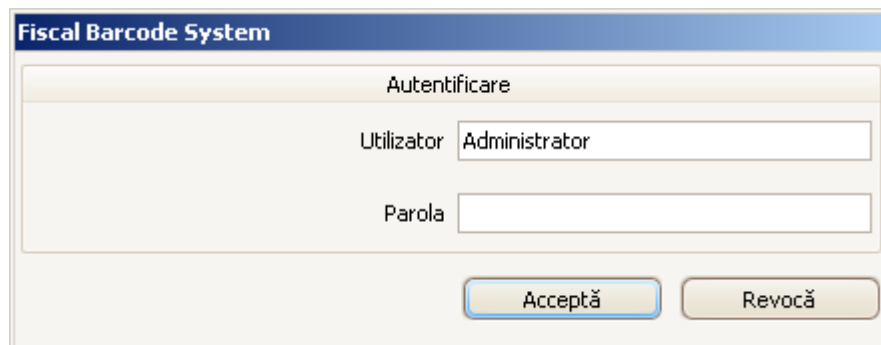 Fiscal Barcode System
Autentificare
Utilizator Administrator
Parola
Acceptă Revocă